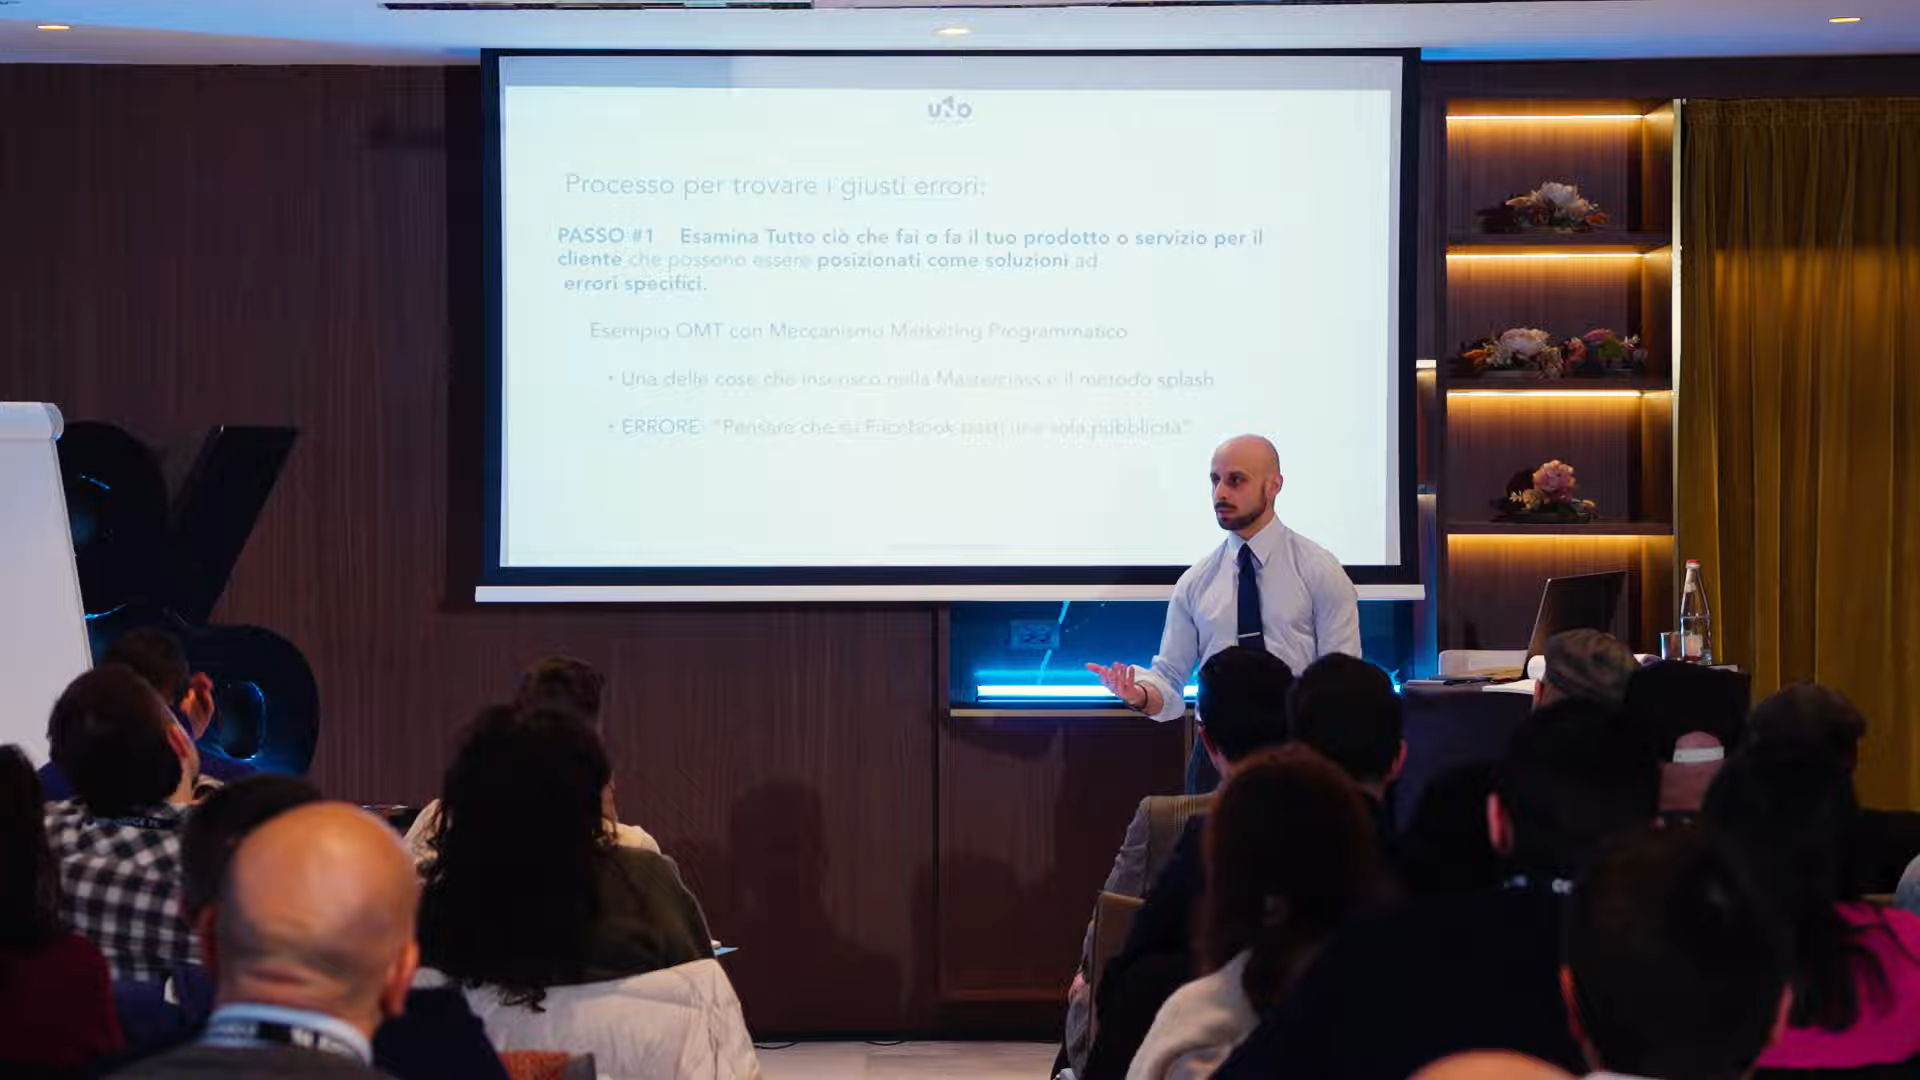 uno
Processo per trovare i giusti errori:
PASSO #1 Esamina Tutto ciò che fai o fa il tuo prodotto o servizio per il
cliente che possono essere posizionati come soluzioni ad
errori specifici.
Esempio OMT con Meccanismo Marketing Programmatico
• Una delle cose che inserisco nella Masterclass è il metodo splash
• ERRORE: "Pensare che su Facebook basti una sola pubblicità"